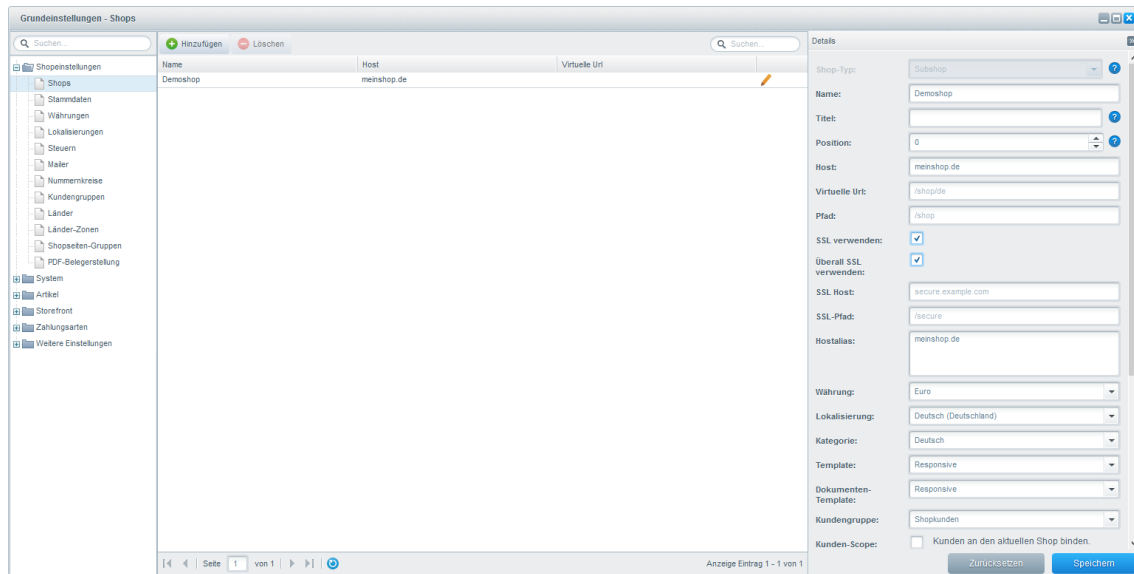 Grundeinstellungen - Shops
Suchen...
Shopeinstellungen
Shops
Stammdaten
Währungen
Lokalisierungen
Steuern
Mailer
Nummernkreise
Kundengruppen
Länder
Länder-Zonen
Shopseiten-Gruppen
PDF-Belegerstellung
System
Artikel
Storefront
Zahlungsarten
Weitere Einstellungen
Hinzufügen Löschen Suchen...
Name Host Virtuelle Url
Demoshop meinshop.de
Seite 1 von 1 Anzeige Eintrag 1 - 1 von 1
Details
Shop-Typ: Subshop
Name: Demoshop
Titel:
Position: 0
Host: meinshop.de
Virtuelle Url: /shop/de
Pfad: /shop
SSL verwenden:
Überall SSL
verwenden:
SSL Host: secure.example.com
SSL-Pfad: /secure
Hostalias: meinshop.de
Währung: Euro
Lokalisierung: Deutsch (Deutschland)
Kategorie: Deutsch
Template: Responsive
Dokumenten- Responsive
Template:
Kundengruppe: Shopkunden
Kunden-Scope: Kunden an den aktuellen Shop binden.
Zurücksetzen Speichern